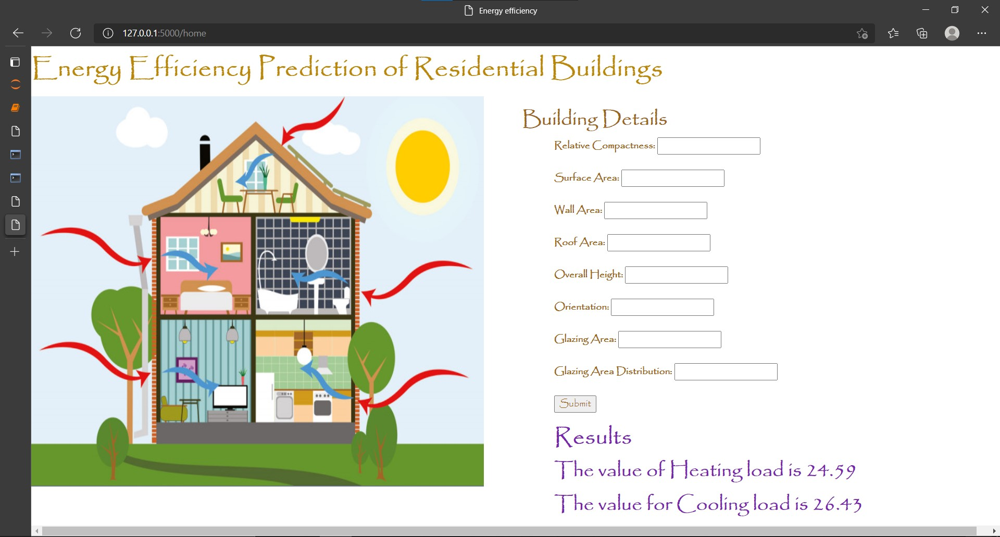 Energy efficiency
127.0.0.1:5000/home
Energy Efficiency Prediction of Residential Buildings
Building Details
Relative Compactness:
Surface Area:
Wall Area:
Roof Area:
Overall Height:
Orientation:
Glazing Area:
Glazing Area Distribution:
Submit
Results
The value of Heating load is 24.59
The value for Cooling load is 26.43